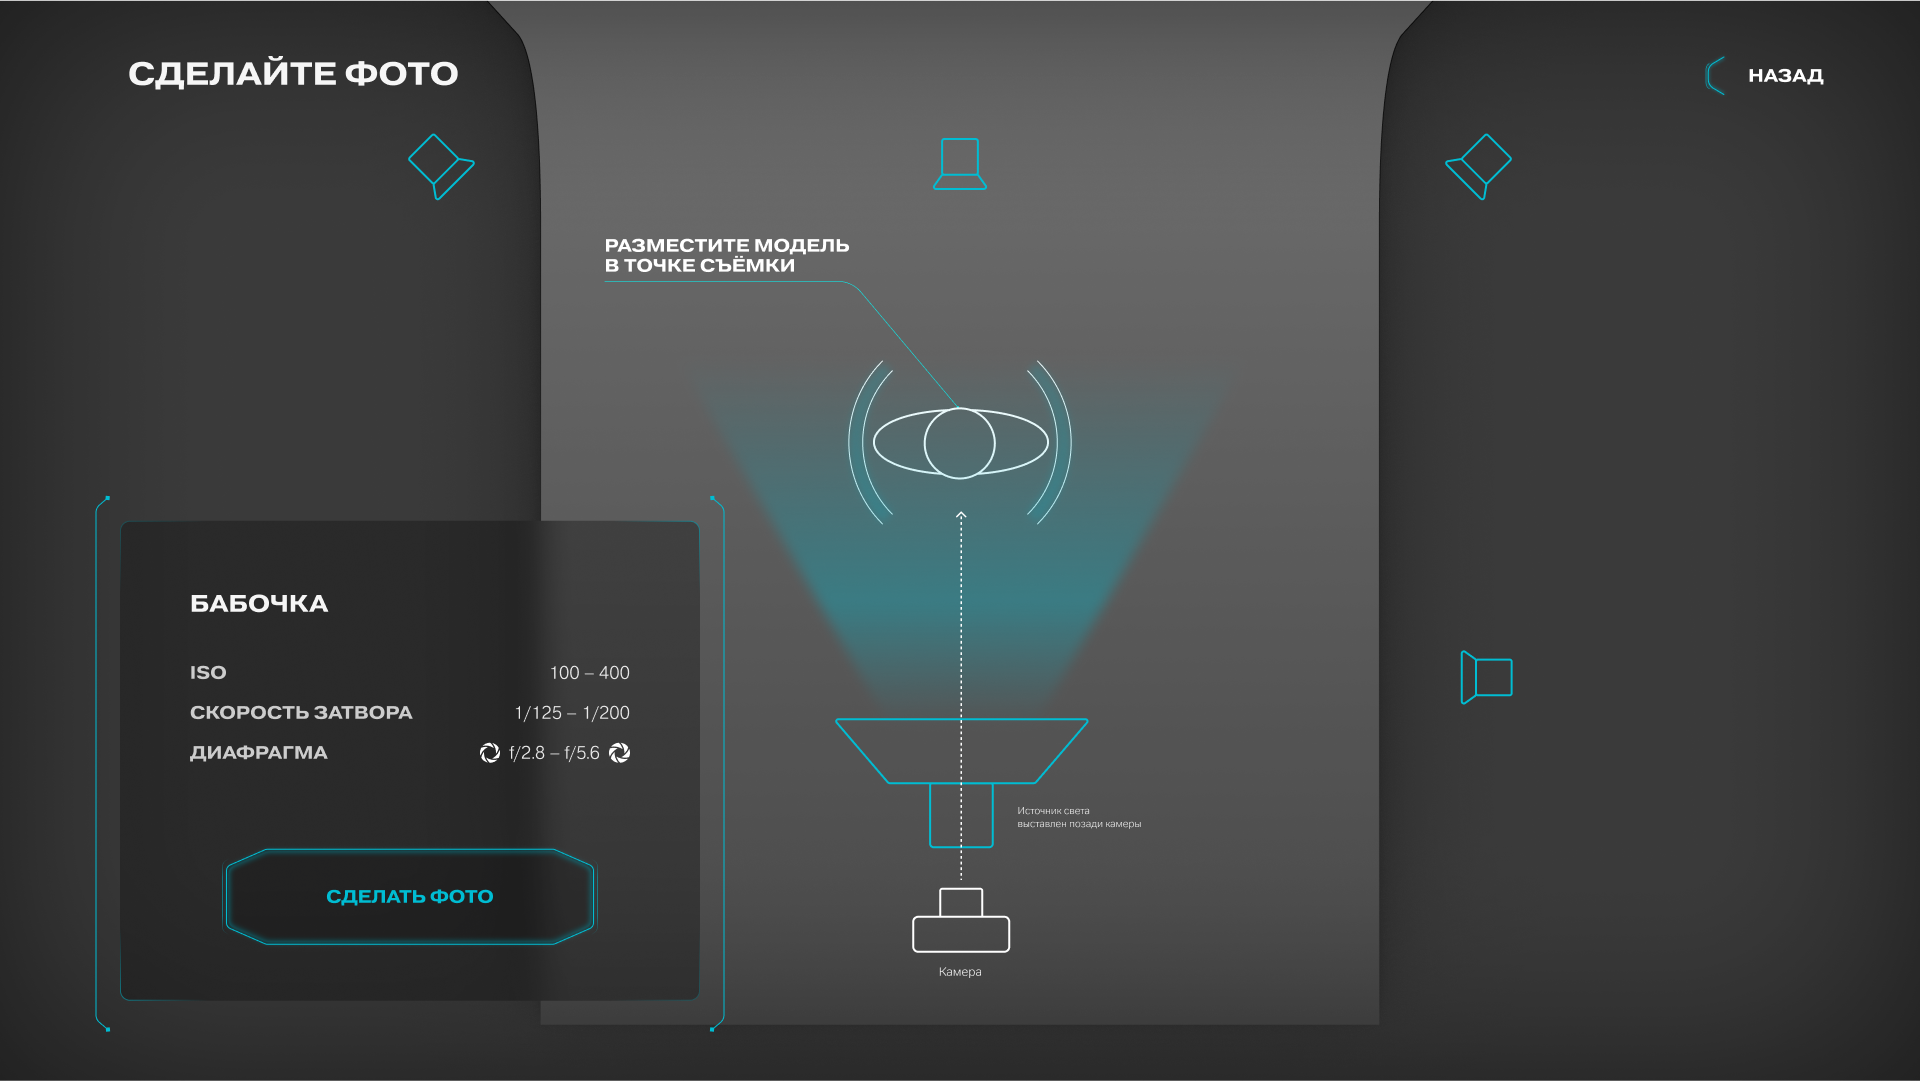 СДЕЛАЙТЕ ФОТО
НАЗАД
РАЗМЕСТИТЕ МОДЕЛЬ
В ТОЧКЕ СЪЁМКИ
БАБОЧКА
ISO 100 – 400
СКОРОСТЬ ЗАТВОРА 1/125 – 1/200
ДИАФРАГМА f/2.8 – f/5.6
СДЕЛАТЬ ФОТО
Источник света
выставлен позади камеры
Камера